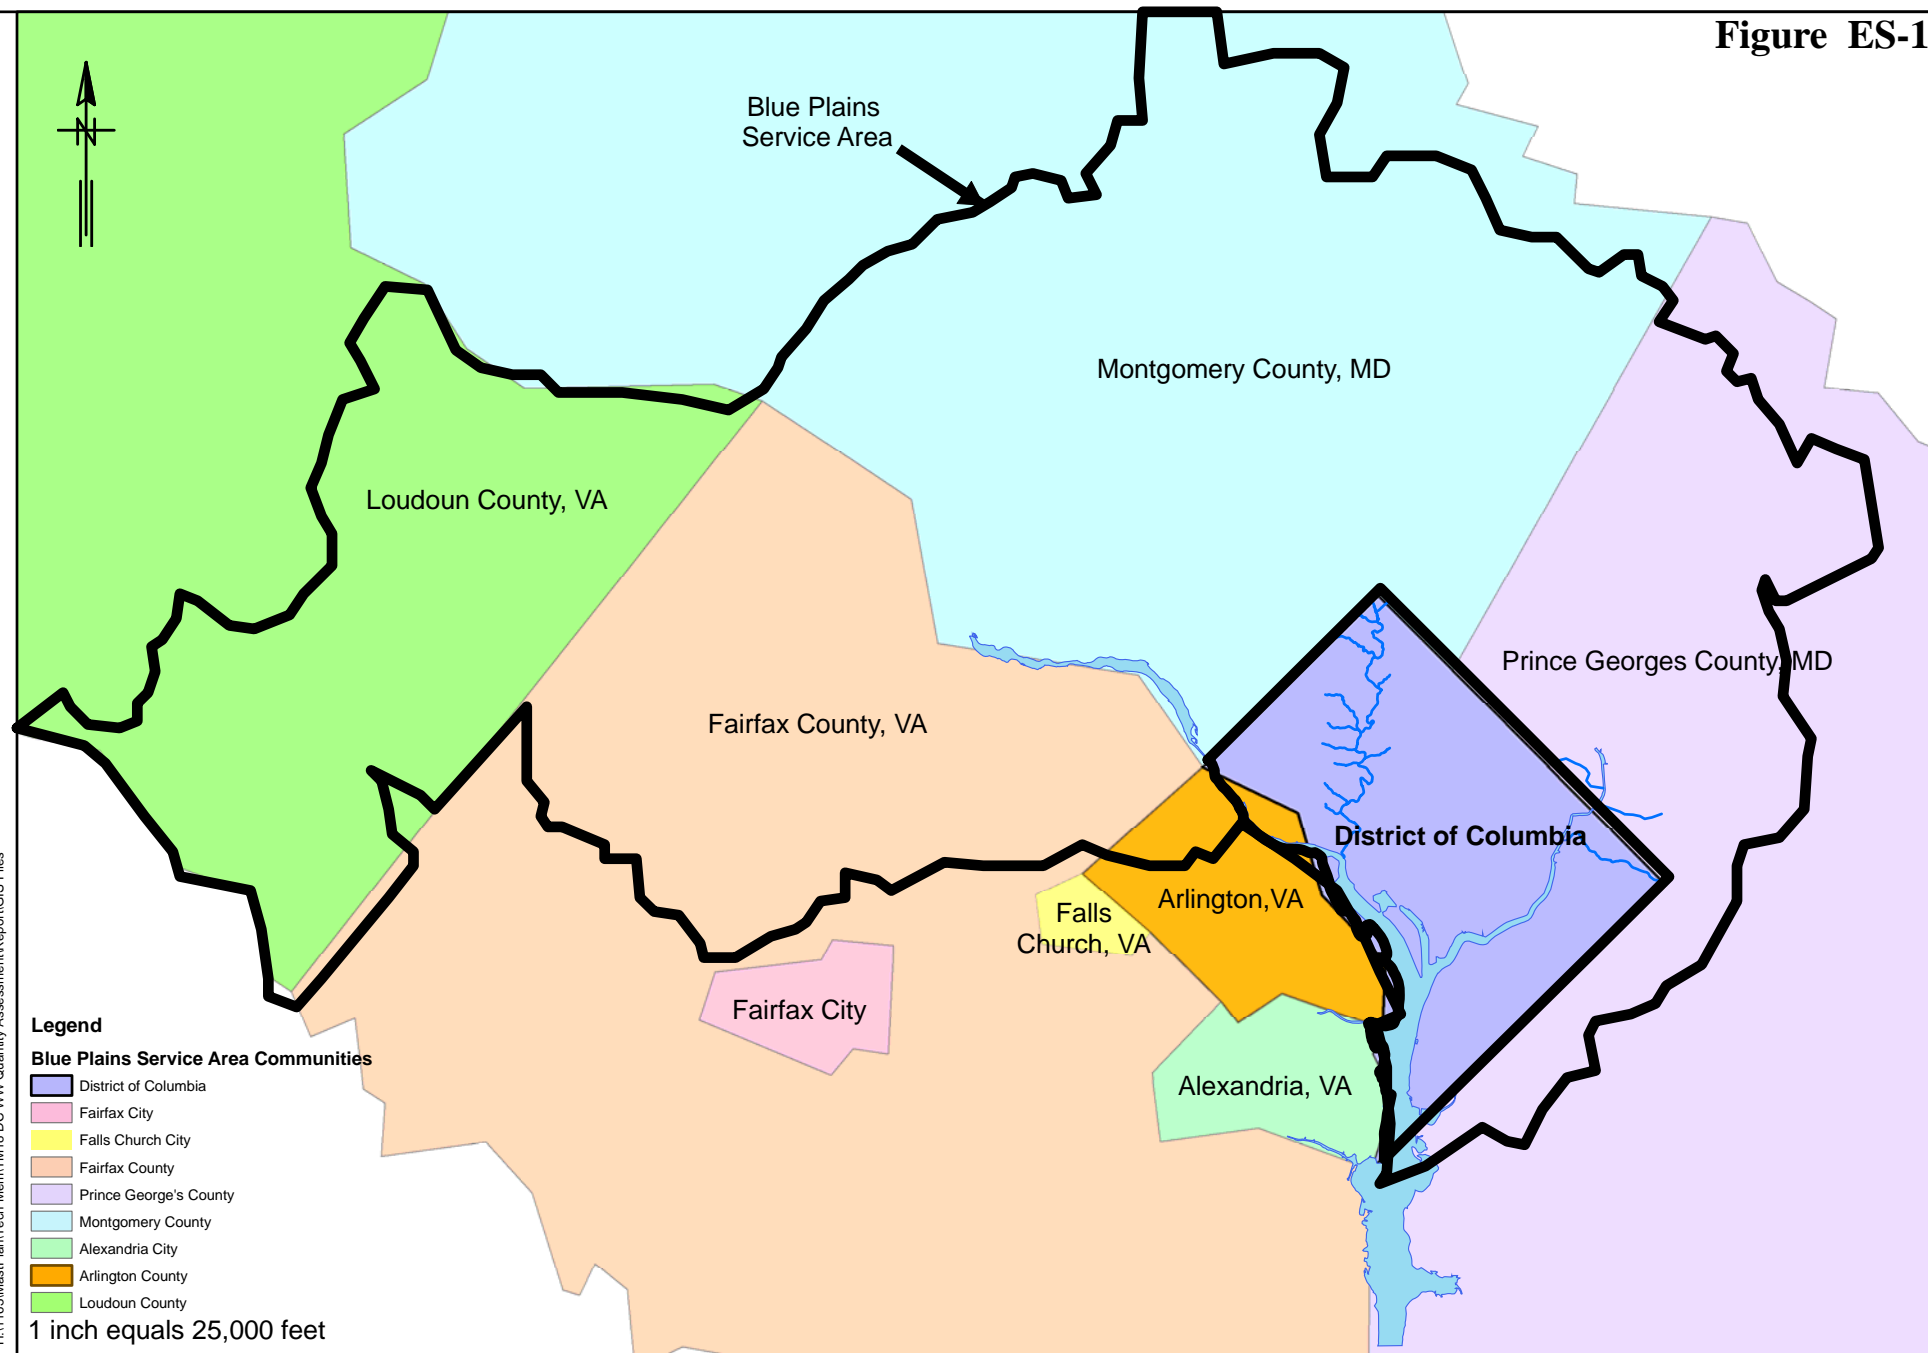 Figure ES-1
N
Blue Plains
Service Area
Montgomery County, MD
Loudoun County, VA
Prince Georges County, MD
Fairfax County, VA
District of Columbia
Arlington, VA
Falls
Church, VA
Fairfax City
Alexandria, VA
Legend
Blue Plains Service Area Communities
District of Columbia
Fairfax City
Falls Church City
Fairfax County
Prince George's County
Montgomery County
Alexandria City
Arlington County
Loudoun County
1 inch equals 25,000 feet